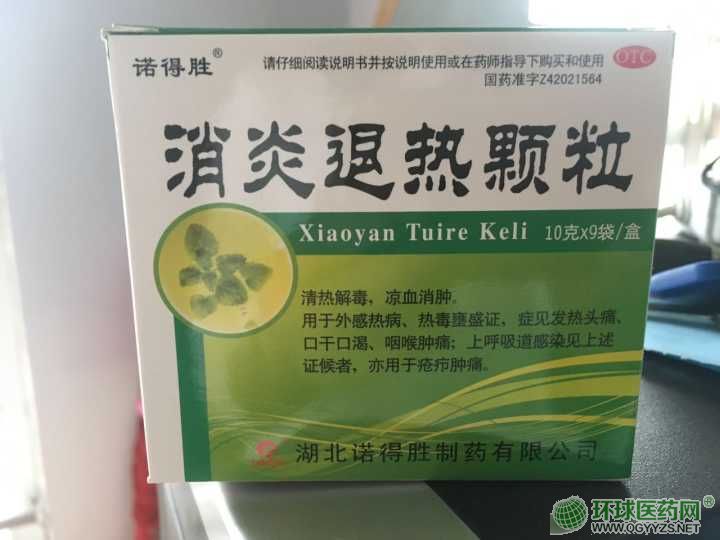 诺得胜®
请仔细阅读说明书并按说明使用或在药师指导下购买和使用
OTC
国药准字Z42021564
消炎退热颗粒
Xiaoyan Tuire Keli 10克x9袋/盒
清热解毒，凉血消肿。
用于外感热病、热毒壅盛证，症见发热头痛、
口干口渴、咽喉肿痛；上呼吸道感染见上述
证候者，亦用于疮疖肿痛。
湖北诺得胜制药有限公司
环球医药网®
www.QGYYZS.NET